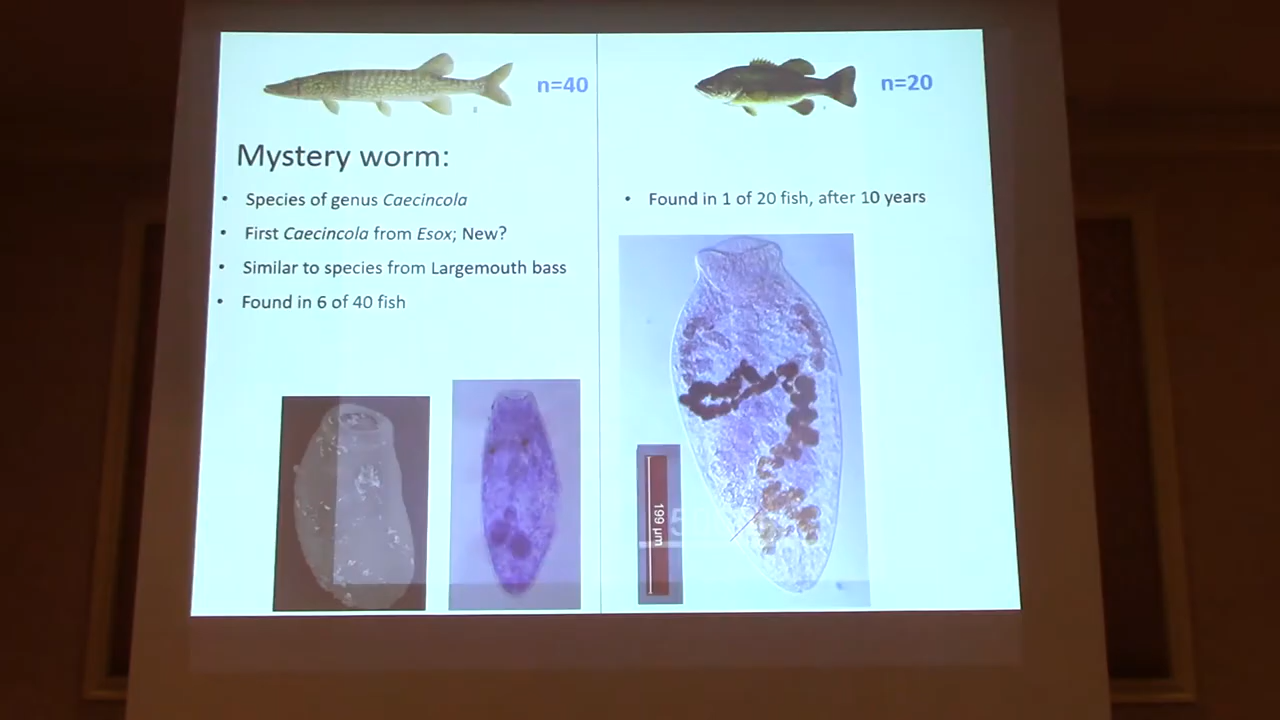 n=40
Mystery worm:
• Species of genus Caecincola
• First Caecincola from Esox; New?
• Similar to species from Largemouth bass
• Found in 6 of 40 fish
n=20
• Found in 1 of 20 fish, after 10 years
199 µm